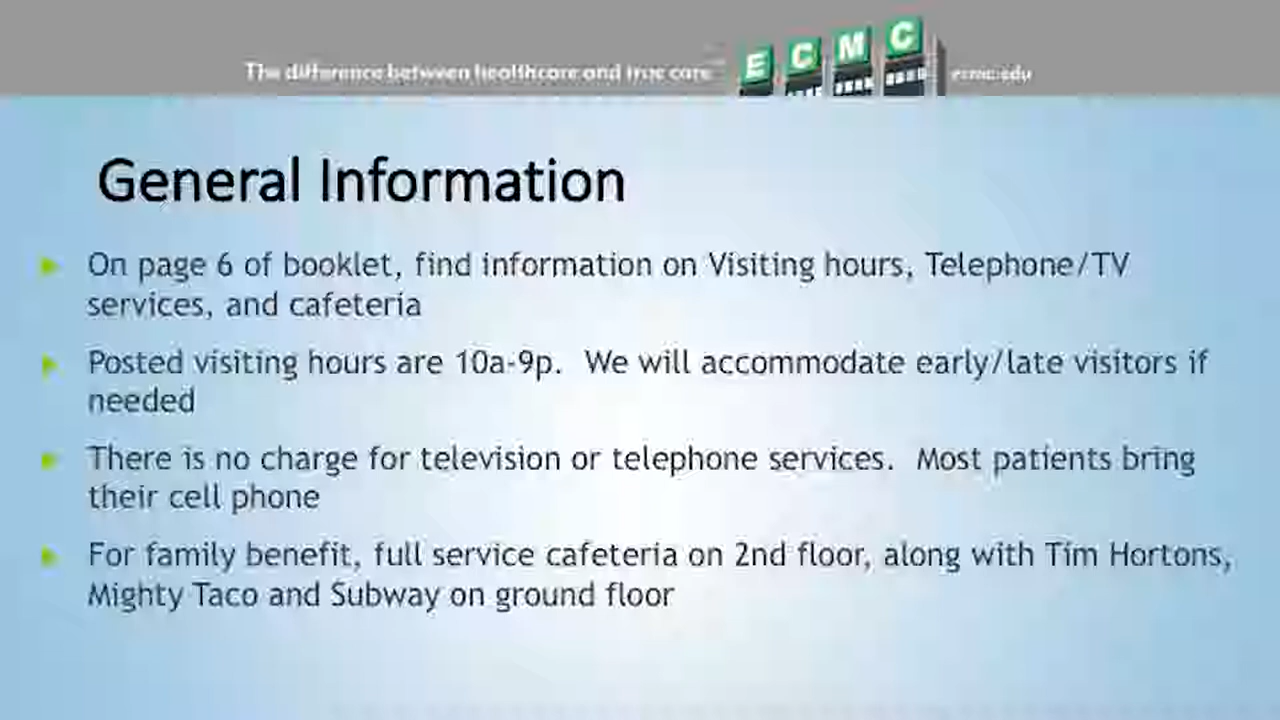 The difference between healthcare and true care™
E C M C
ecmc.edu
General Information
On page 6 of booklet, find information on Visiting hours, Telephone/TV
services, and cafeteria
Posted visiting hours are 10a-9p.  We will accommodate early/late visitors if
needed
There is no charge for television or telephone services.  Most patients bring
their cell phone
For family benefit, full service cafeteria on 2nd floor, along with Tim Hortons,
Mighty Taco and Subway on ground floor